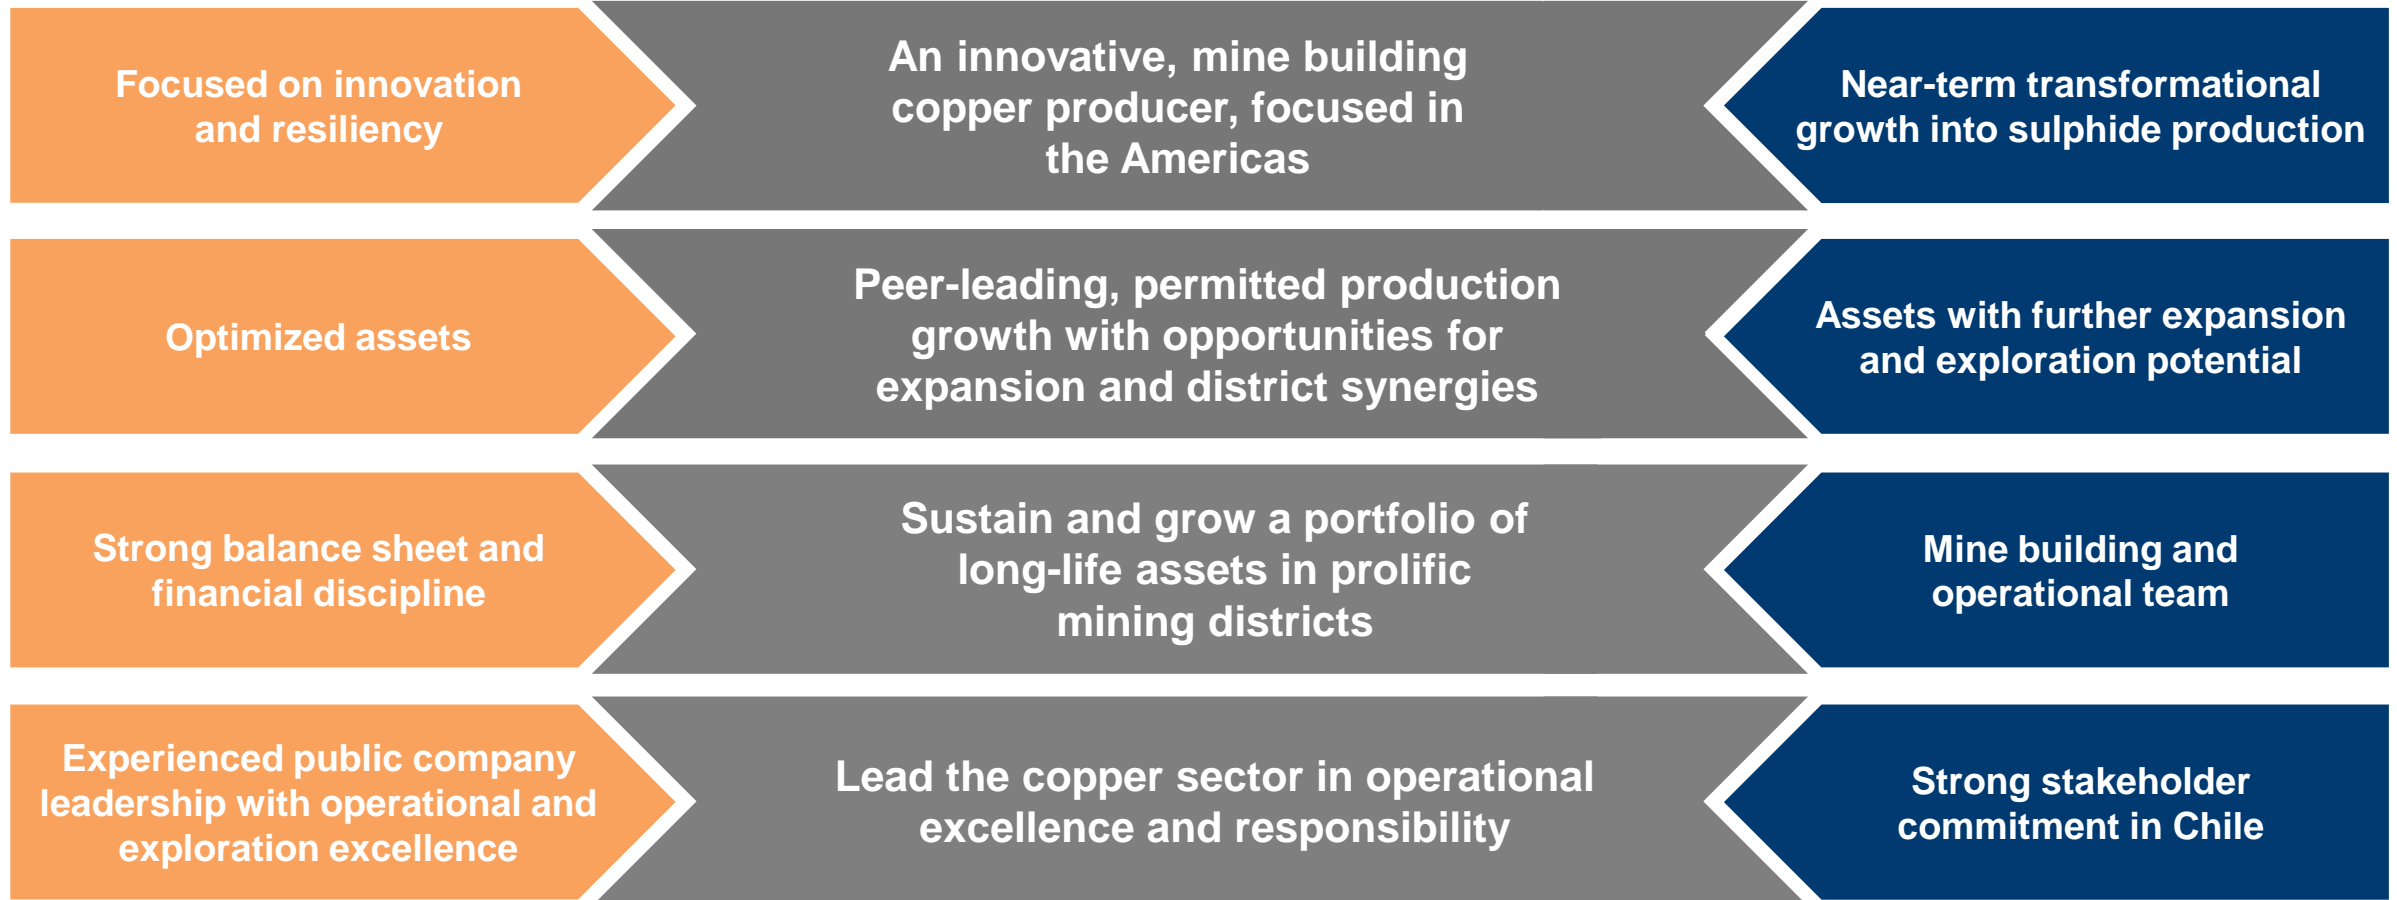 Focused on innovation
and resiliency
An innovative, mine building
copper producer, focused in
the Americas
Near-term transformational
growth into sulphide production
Optimized assets
Peer-leading, permitted production
growth with opportunities for
expansion and district synergies
Assets with further expansion
and exploration potential
Strong balance sheet and
financial discipline
Sustain and grow a portfolio of
long-life assets in prolific
mining districts
Mine building and
operational team
Experienced public company
leadership with operational and
exploration excellence
Lead the copper sector in operational
excellence and responsibility
Strong stakeholder
commitment in Chile